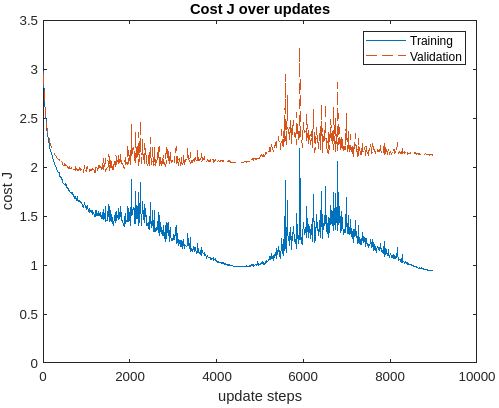 Cost J over updates
Training
Validation
cost J
3.5
3
2.5
2
1.5
1
0.5
0
0
2000
4000
6000
8000
10000
update steps